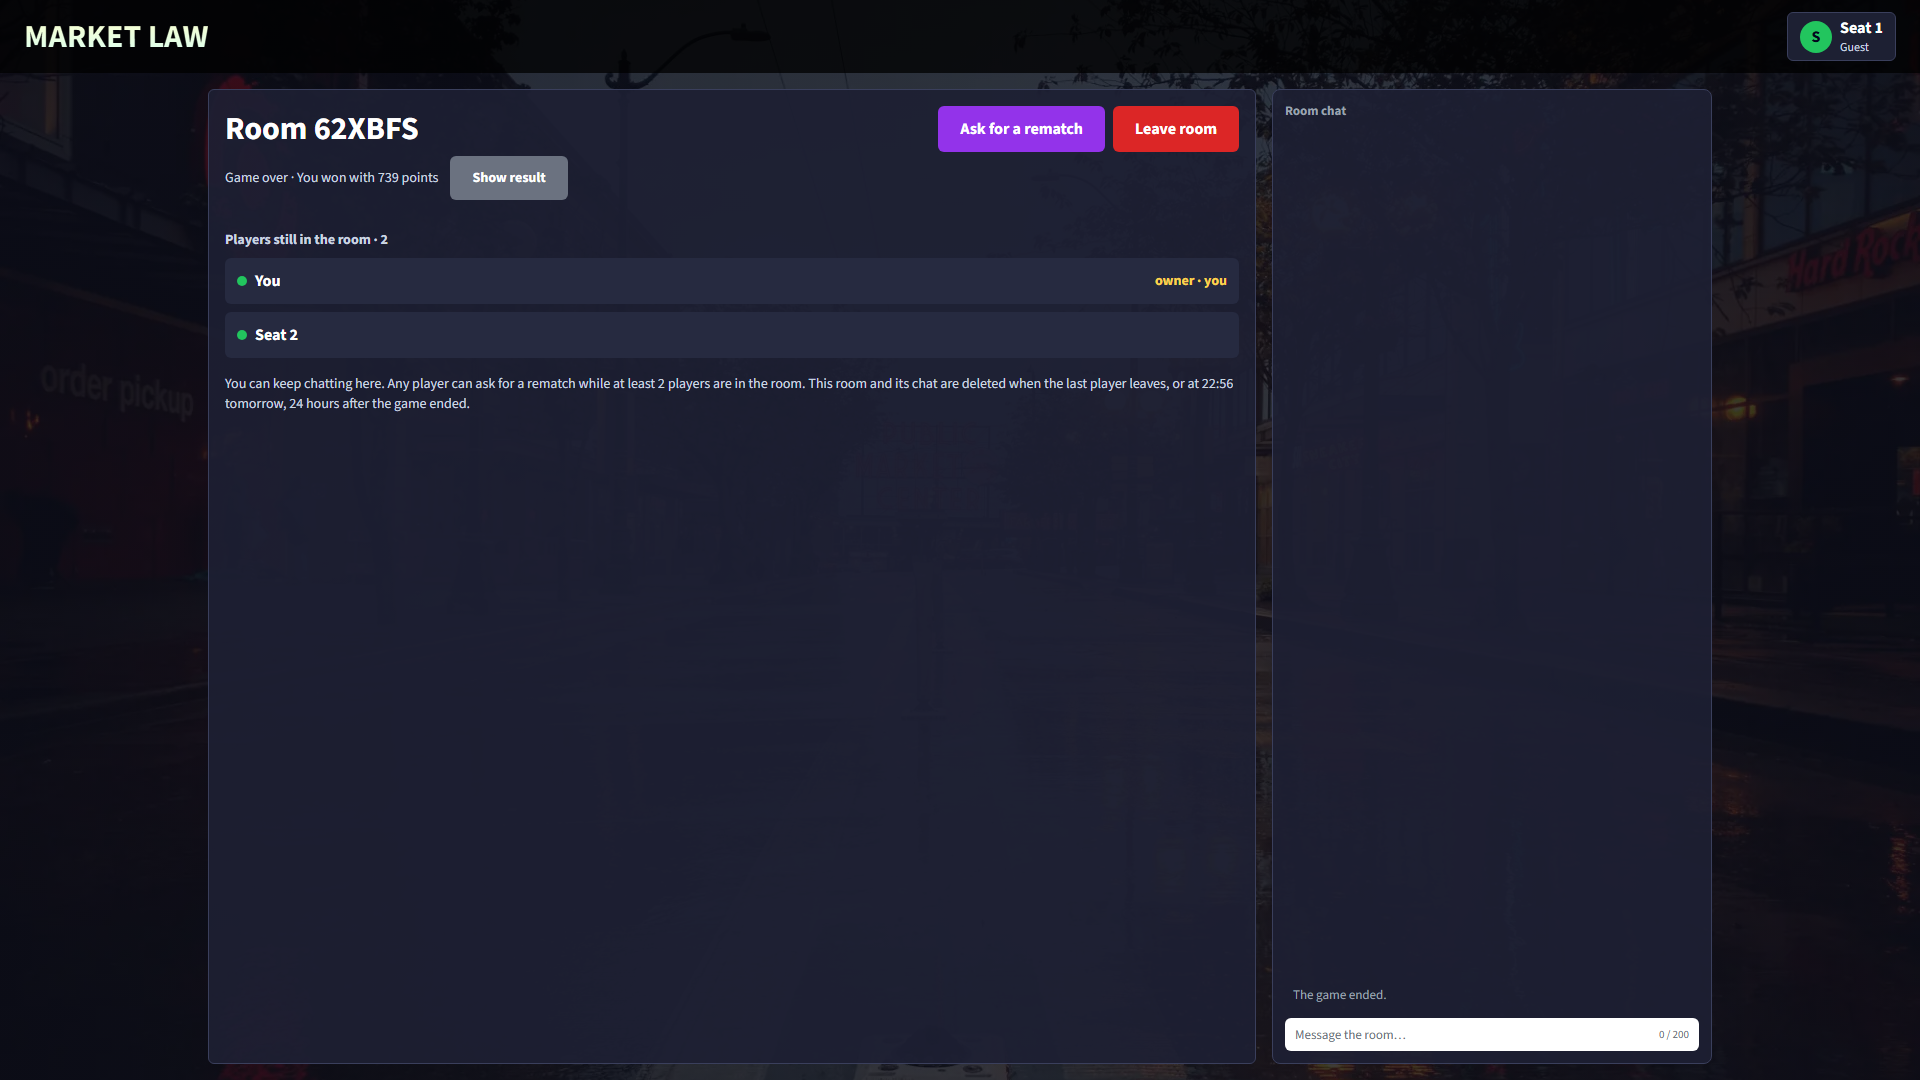 MARKET LAW
S
Seat 1
Guest
Room 62XBFS
Ask for a rematch
Leave room
Game over · You won with 739 points
Show result
Players still in the room · 2
You
owner · you
Seat 2
You can keep chatting here. Any player can ask for a rematch while at least 2 players are in the room. This room and its chat are deleted when the last player leaves, or at 22:56
tomorrow, 24 hours after the game ended.
Room chat
The game ended.
Message the room…
0 / 200
order pickup
Hard Rock